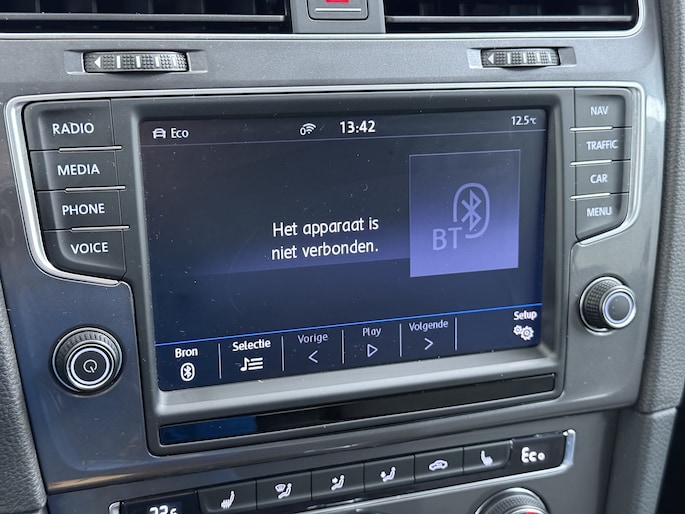 RADIO
MEDIA
PHONE
VOICE
NAV
TRAFFIC
CAR
MENU
Eco
13:42
12.5°C
Het apparaat is
niet verbonden.
BT
Bron
Selectie
Vorige
Play
Volgende
Setup
Eco